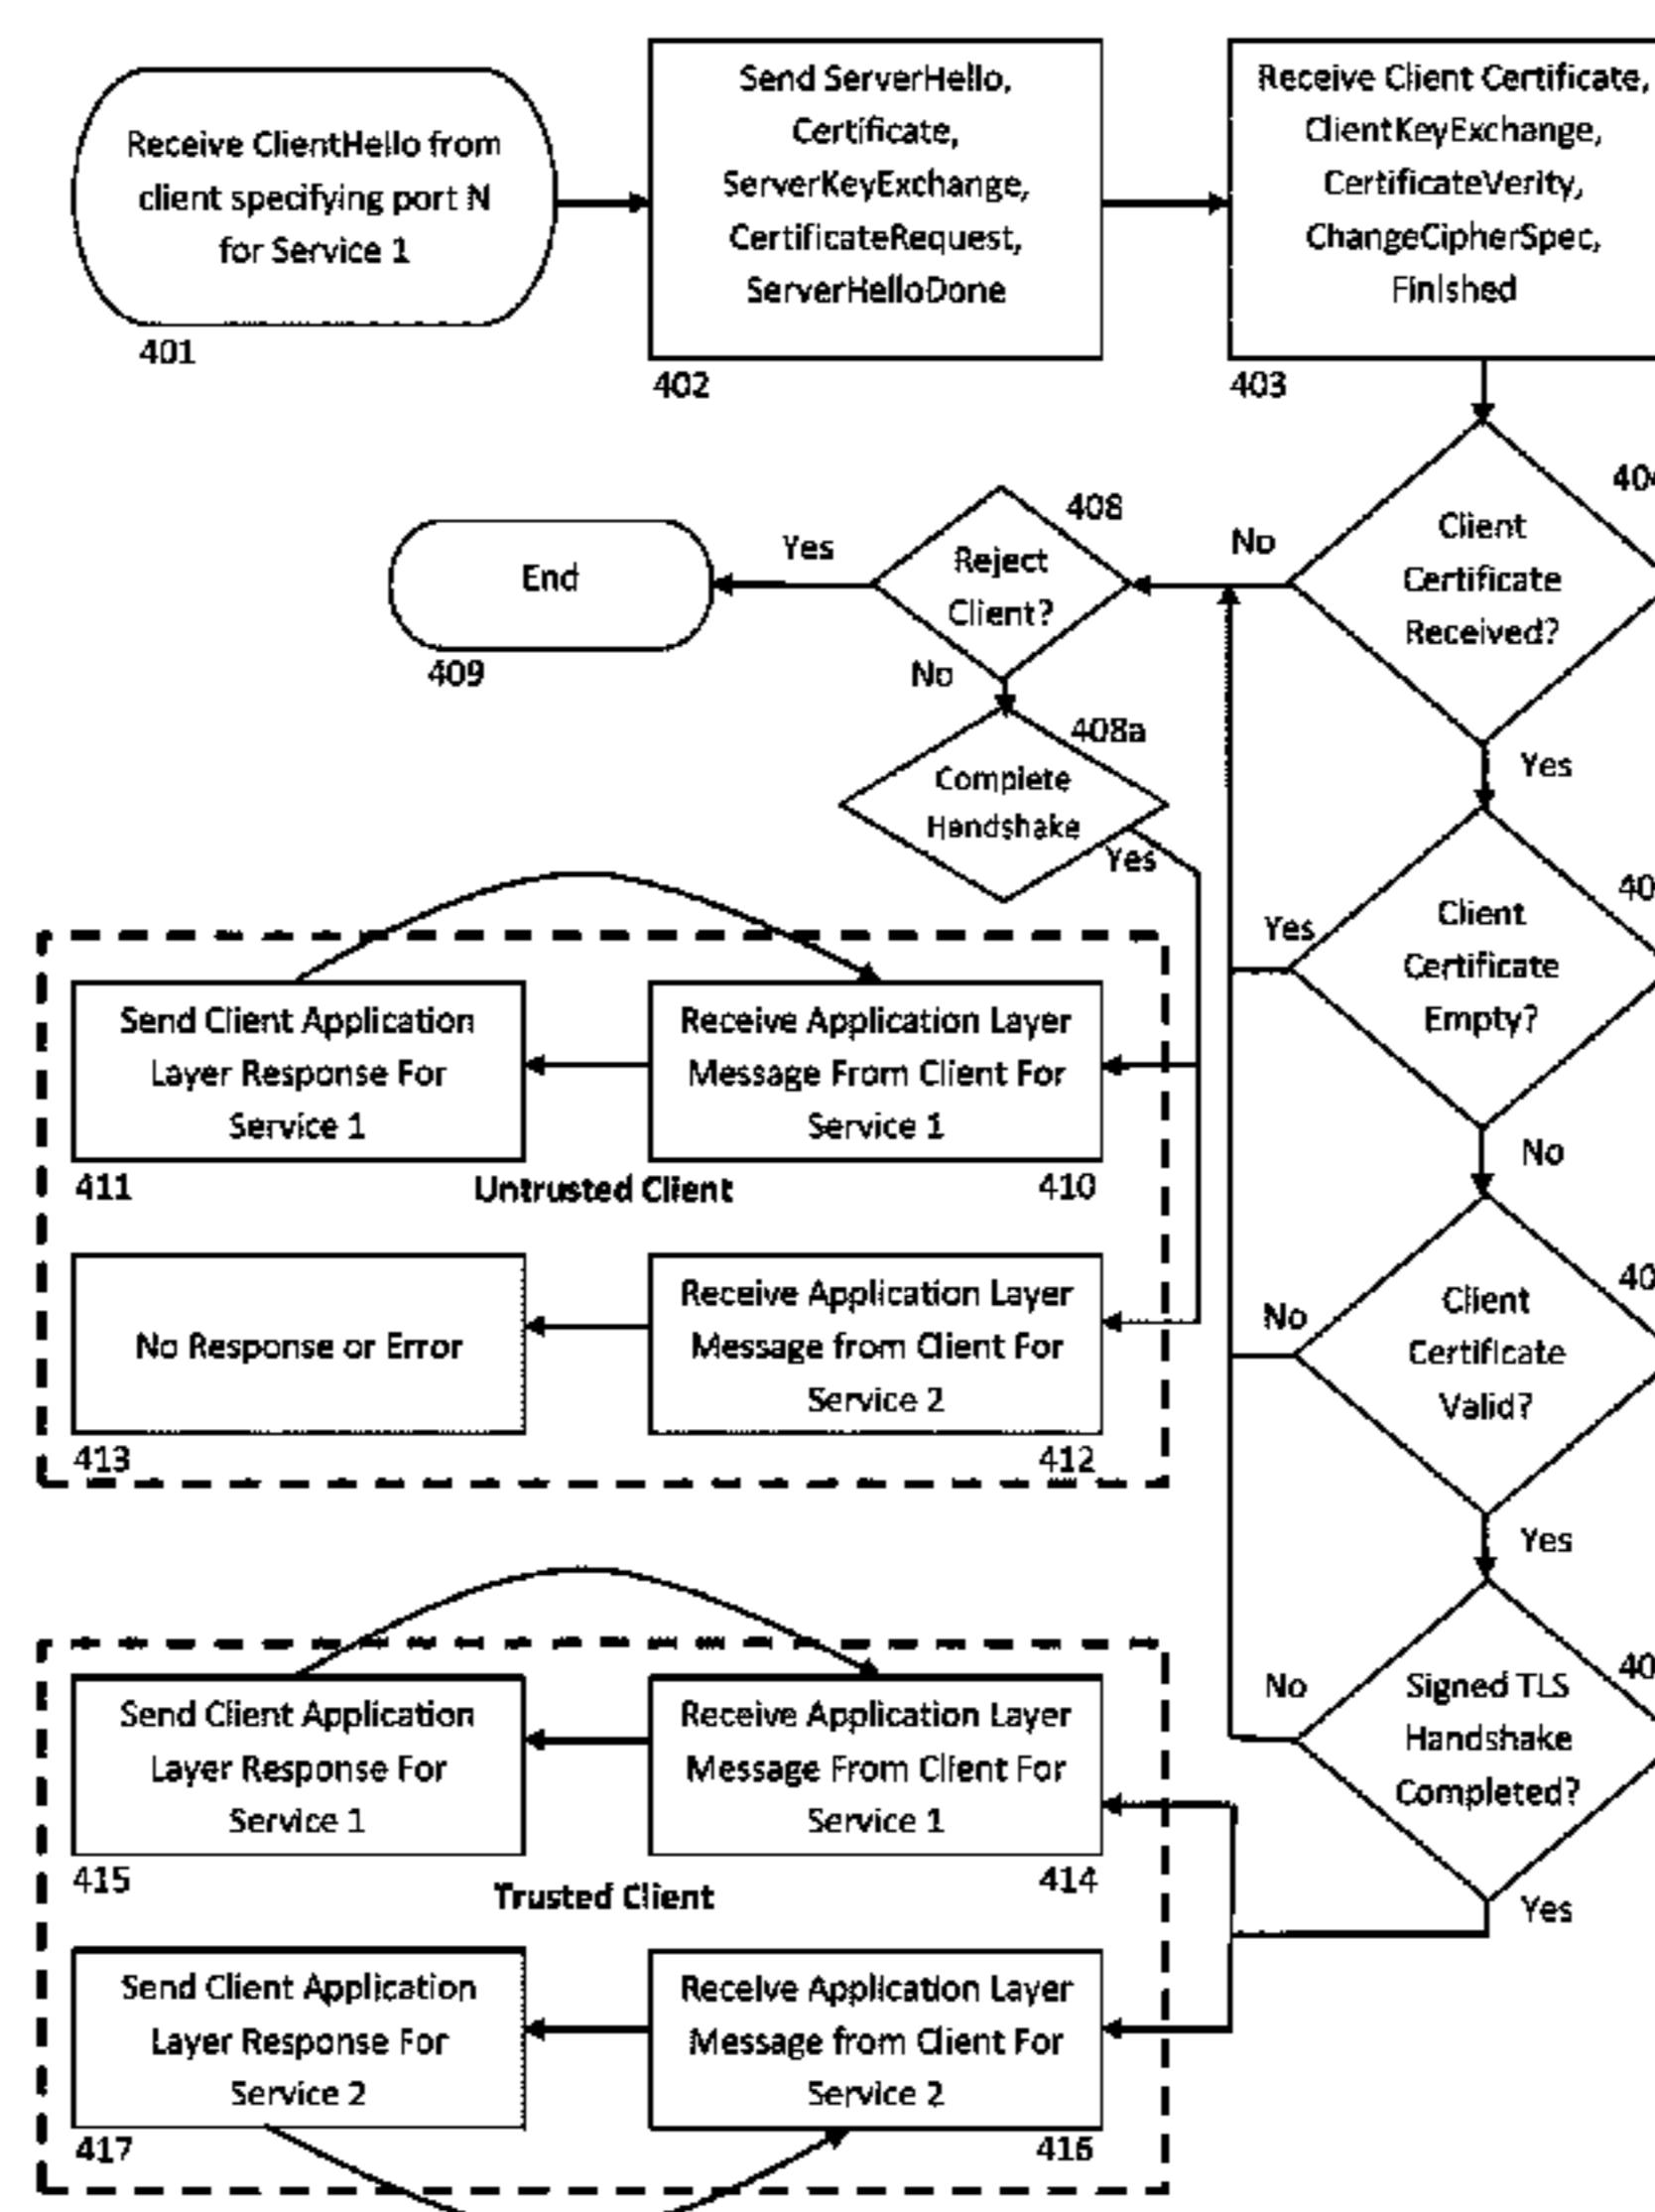 Receive ClientHello from
client specifying port N
for Service 1
401
Send ServerHello,
Certificate,
ServerKeyExchange,
CertificateRequest,
ServerHelloDone
402
Receive Client Certificate,
ClientKeyExchange,
CertificateVerity,
ChangeCipherSpec,
Finished
403
40
Client
Certificate
Received?
No
Yes
408
Reject
Client?
Yes
No
End
409
408a
Complete
Handshake
Yes
40
Client
Certificate
Empty?
Yes
No
Send Client Application
Layer Response For
Service 1
411
Receive Application Layer
Message From Client For
Service 1
410
Untrusted Client
No Response or Error
413
Receive Application Layer
Message from Client For
Service 2
412
40
Client
Certificate
Valid?
No
Yes
40
Signed TLS
Handshake
Completed?
No
Yes
Send Client Application
Layer Response For
Service 1
415
Receive Application Layer
Message From Client For
Service 1
414
Trusted Client
Send Client Application
Layer Response For
Service 2
417
Receive Application Layer
Message from Client For
Service 2
416